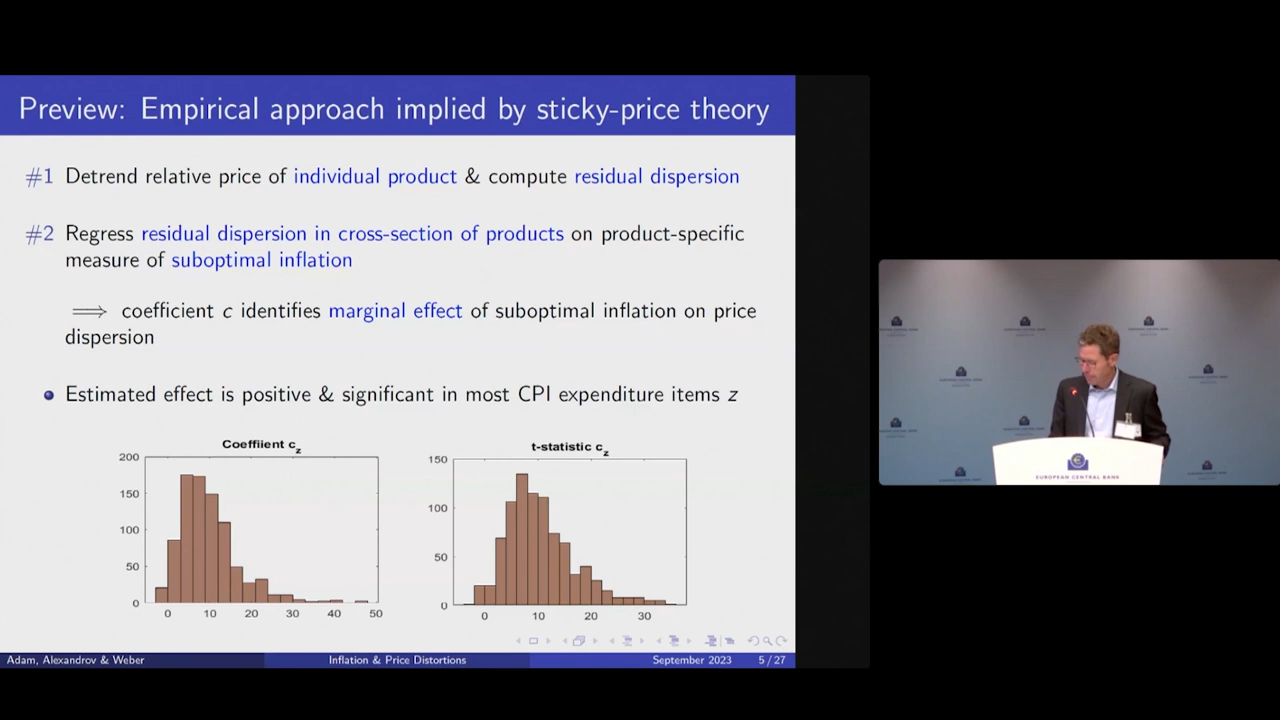 Preview: Empirical approach implied by sticky-price theory
#1 Detrend relative price of individual product & compute residual dispersion
#2 Regress residual dispersion in cross-section of products on product-specific
measure of suboptimal inflation
⟹ coefficient c identifies marginal effect of suboptimal inflation on price
dispersion
Estimated effect is positive & significant in most CPI expenditure items z
Coeffiient c_z
200
150
100
50
0
0 10 20 30 40 50
t-statistic c_z
150
100
50
0
0 10 20 30
Adam, Alexandrov & Weber Inflation & Price Distortions September 2023 5 / 27
EUROPEAN CENTRAL BANK